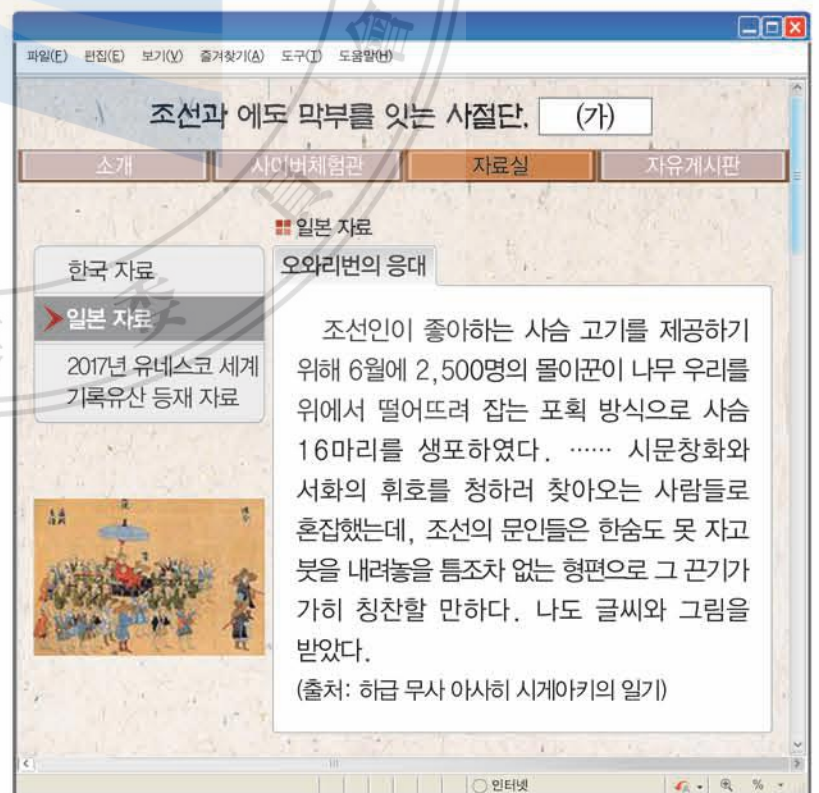 파일(F) 편집(E) 보기(V) 즐겨찾기(A) 도구(T) 도움말(H)
조선과 에도 막부를 잇는 사절단, (가)
소개 사이버체험관 자료실 자유게시판
한국 자료
일본 자료
2017년 유네스코 세계
기록유산 등재 자료
일본 자료
오와리번의 응대
조선인이 좋아하는 사슴 고기를 제공하기
위해 6월에 2,500명의 몰이꾼이 나무 우리를
위에서 떨어뜨려 잡는 포획 방식으로 사슴
16마리를 생포하였다. …… 시문창화와
서화의 휘호를 청하러 찾아오는 사람들로
혼잡했는데, 조선의 문인들은 한숨도 못 자고
붓을 내려놓을 틈조차 없는 형편으로 그 끈기가
가히 칭찬할 만하다. 나도 글씨와 그림을
받았다.
(출처: 하급 무사 아사히 시게아키의 일기)
인터넷
%